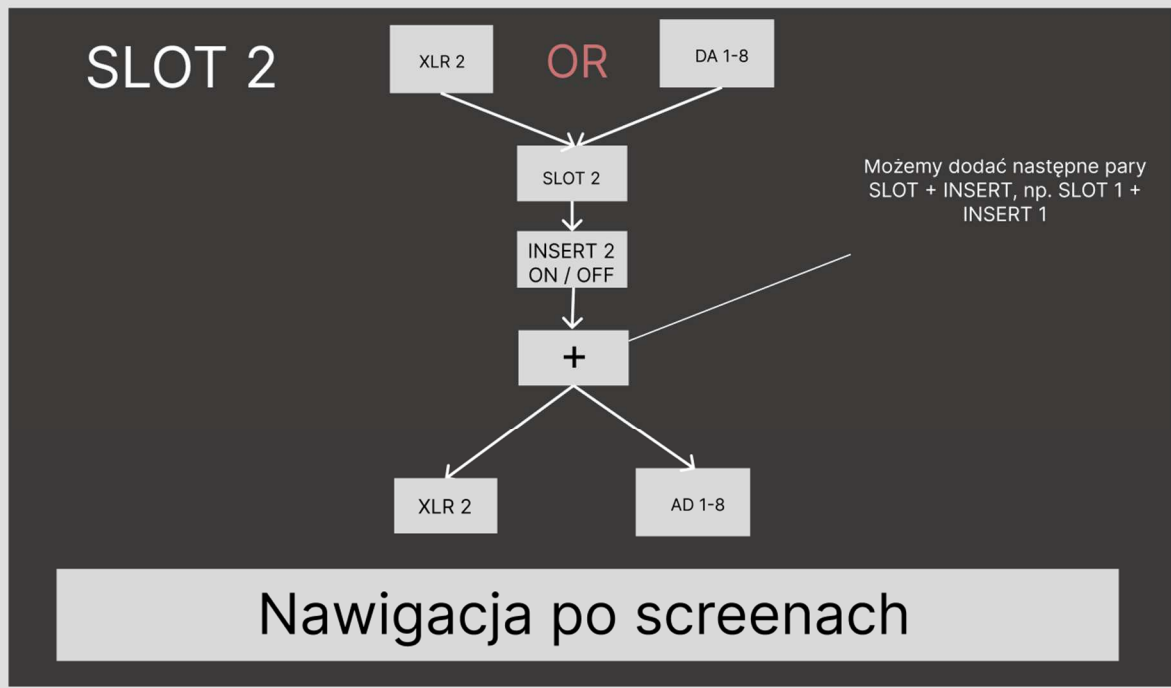 SLOT 2
XLR 2
OR
DA 1-8
SLOT 2
Możemy dodać następne pary
SLOT + INSERT, np. SLOT 1 +
INSERT 1
INSERT 2
ON / OFF
+
XLR 2
AD 1-8
Nawigacja po screenach